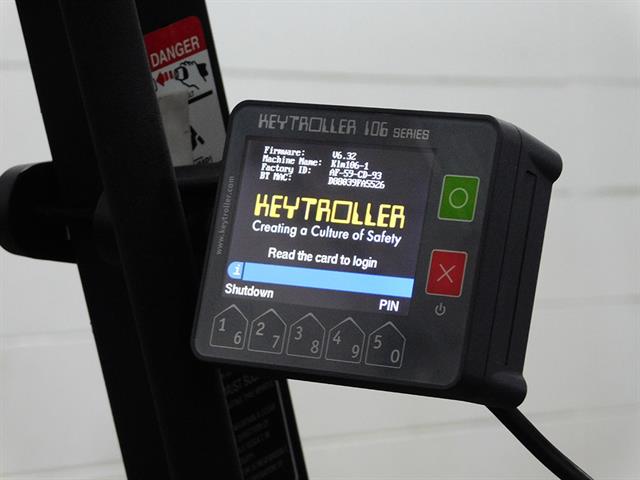 DANGER
KEYTROLLER 106 SERIES
Firmware: V6.32
Machine Name: Kim106-1
Factory ID: AF-59-CD-93
BT MAC: D88039FA5526
KEYTROLLER
Creating a Culture of Safety
Read the card to login
i
Shutdown
PIN
1 6
2 7
3 8
4 9
5 0
www.keytroller.com